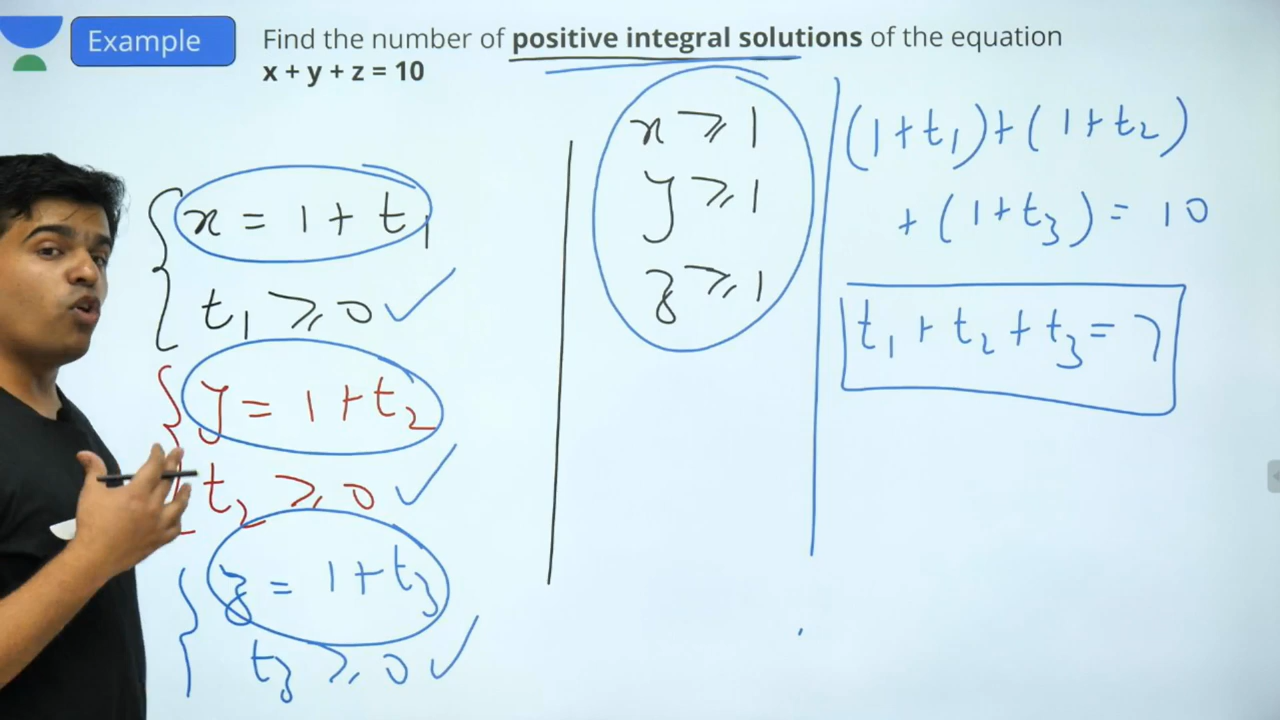 Example
Find the number of positive integral solutions of the equation
x + y + z = 10
x = 1 + t₁
t₁ ⩾ 0 ✓
y = 1 + t₂
t₂ ⩾ 0 ✓
z = 1 + t₃
t₃ ⩾ 0 ✓
x ⩾ 1
y ⩾ 1
z ⩾ 1
(1 + t₁) + (1 + t₂)
+ (1 + t₃) = 10
t₁ + t₂ + t₃ = 7